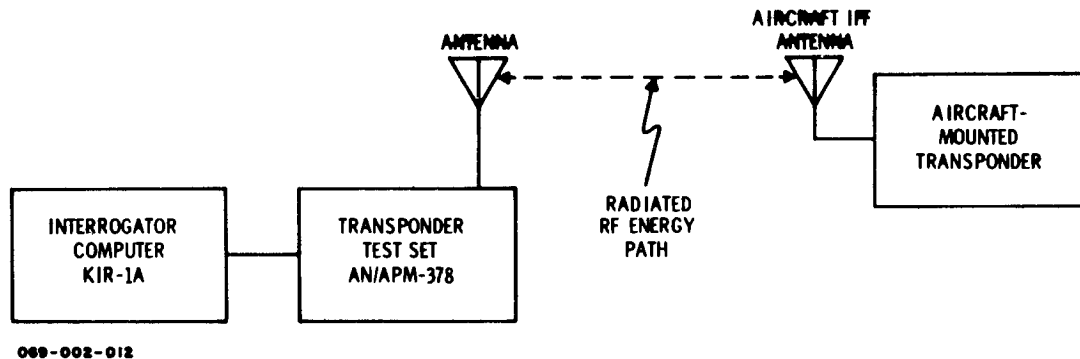 ANTENNA
AIRCRAFT IFF
ANTENNA
AIRCRAFT-
MOUNTED
TRANSPONDER
RADIATED
RF ENERGY
PATH
INTERROGATOR
COMPUTER
KIR-1A
TRANSPONDER
TEST SET
AN/APM-378
069-002-012